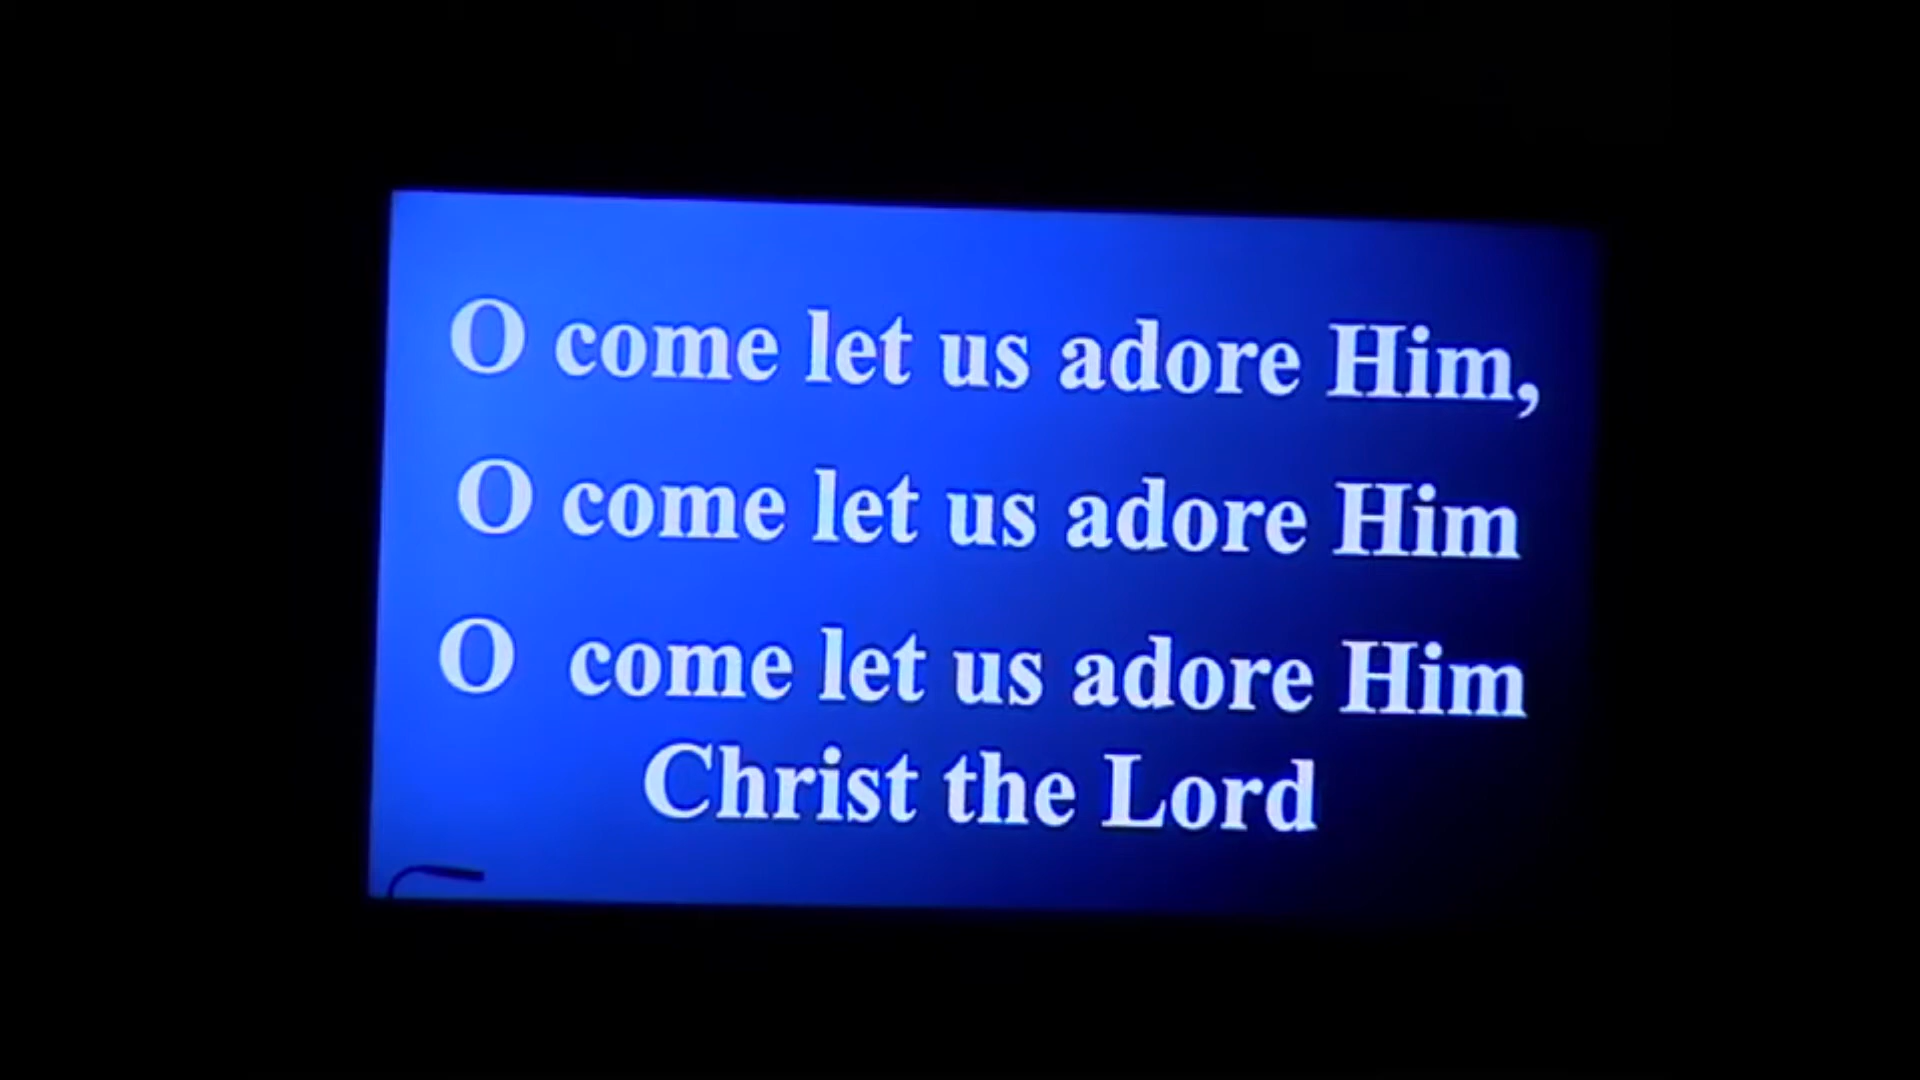 O come let us adore Him,
O come let us adore Him
O come let us adore Him
Christ the Lord